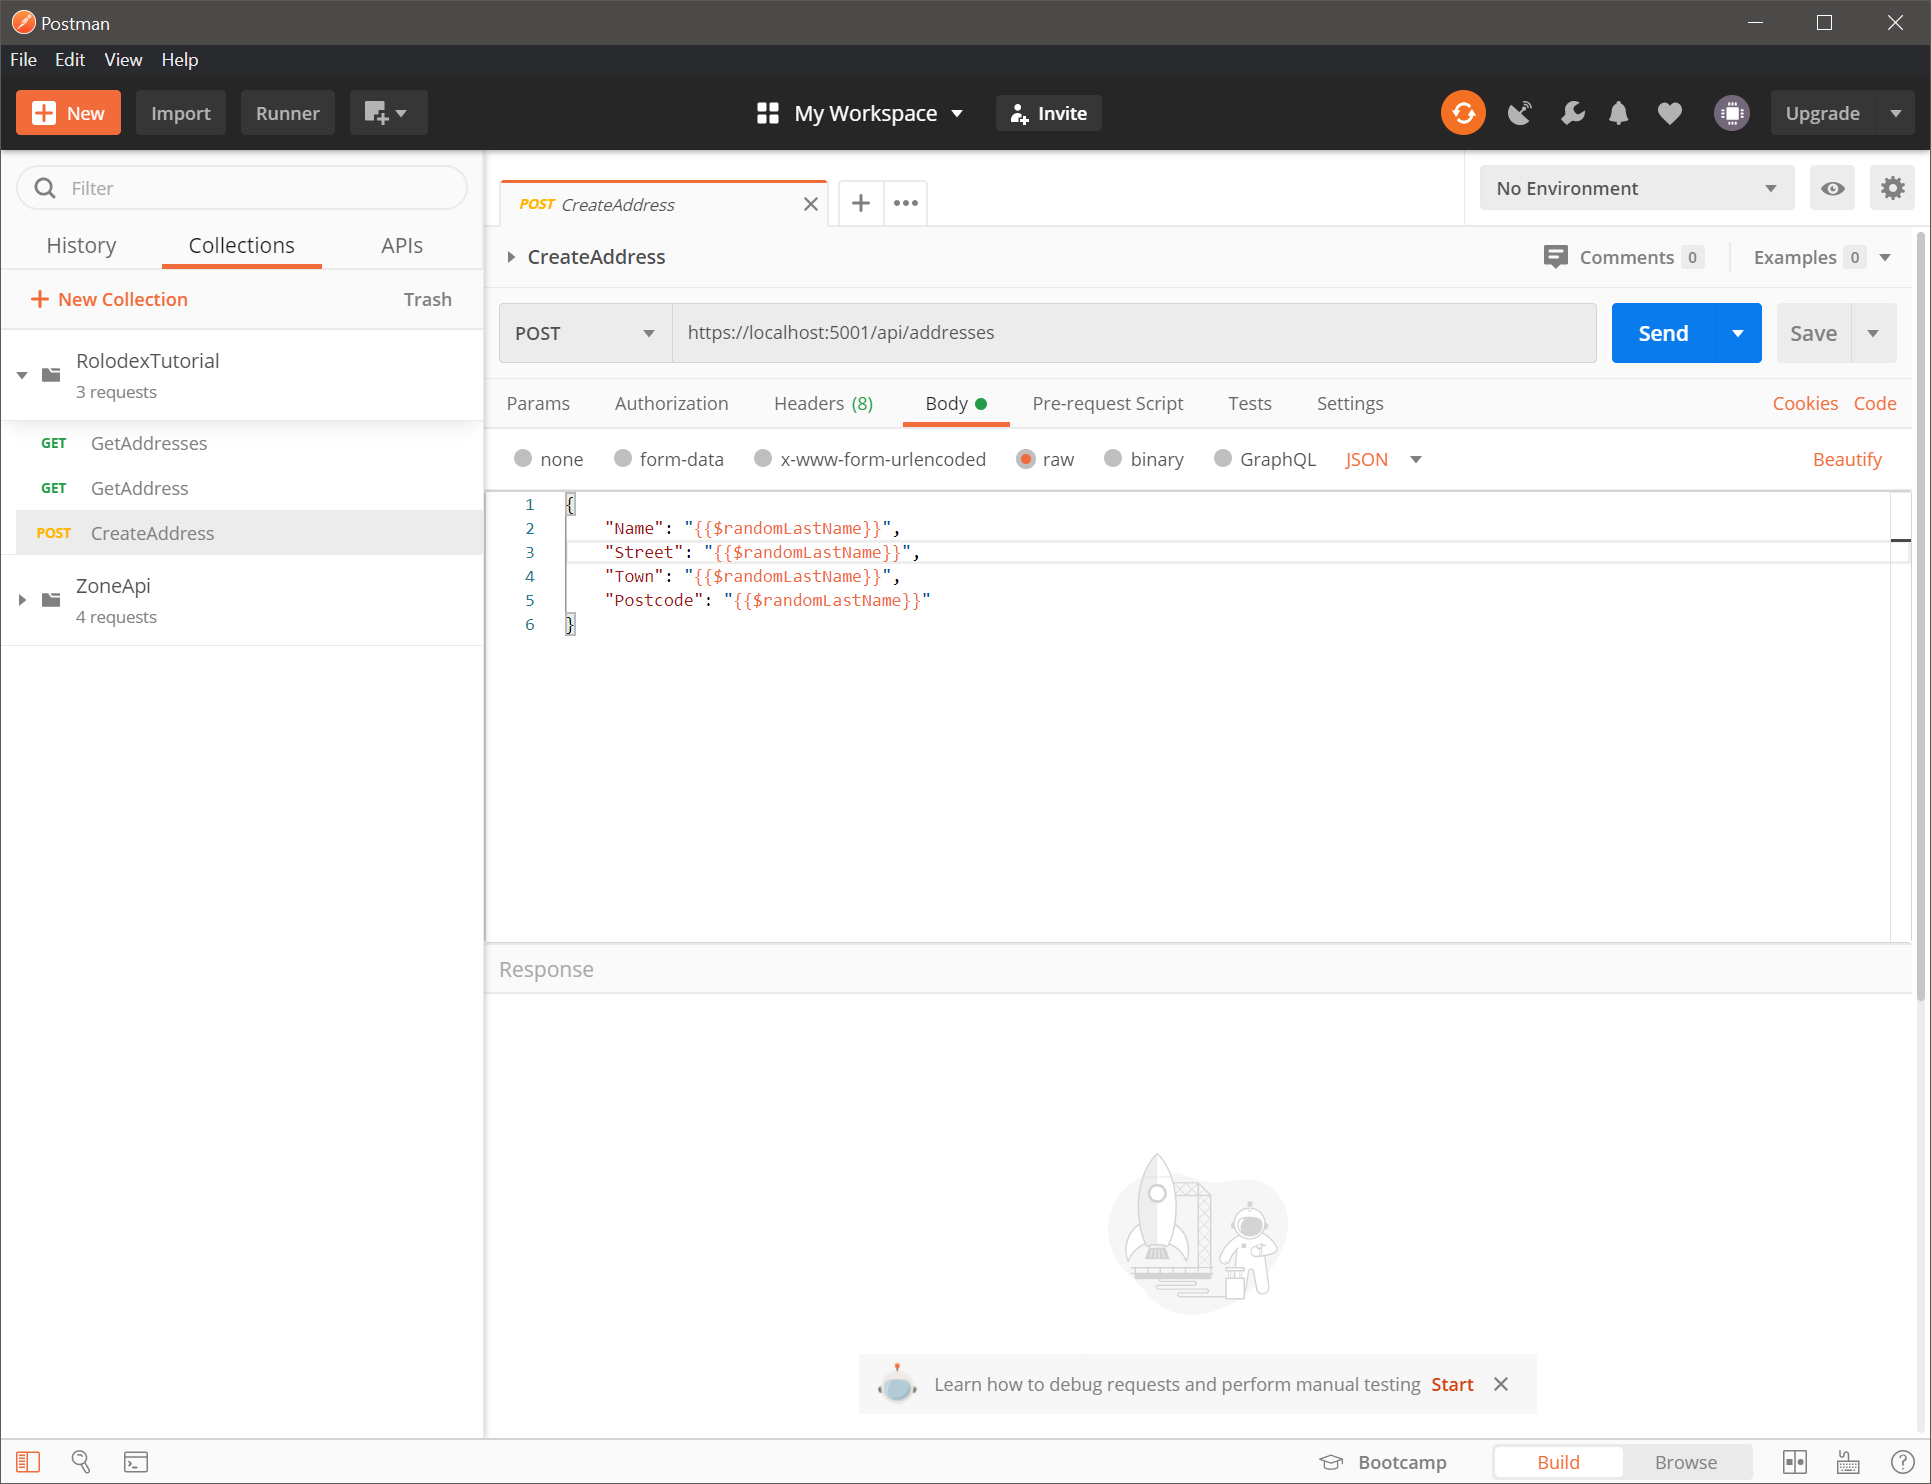 Postman
File Edit View Help
New Import Runner My Workspace Invite Upgrade
Filter
History Collections APIs
New Collection Trash
RolodexTutorial
3 requests
GET GetAddresses
GET GetAddress
POST CreateAddress
ZoneApi
4 requests
POST CreateAddress
No Environment
CreateAddress
Comments 0 Examples 0
POST https://localhost:5001/api/addresses Send Save
Params Authorization Headers (8) Body Pre-request Script Tests Settings Cookies Code
none form-data x-www-form-urlencoded raw binary GraphQL JSON Beautify
1 {
2 "Name": "{{$randomLastName}}",
3 "Street": "{{$randomLastName}}",
4 "Town": "{{$randomLastName}}",
5 "Postcode": "{{$randomLastName}}"
6 }
Response
Learn how to debug requests and perform manual testing Start
Bootcamp Build Browse